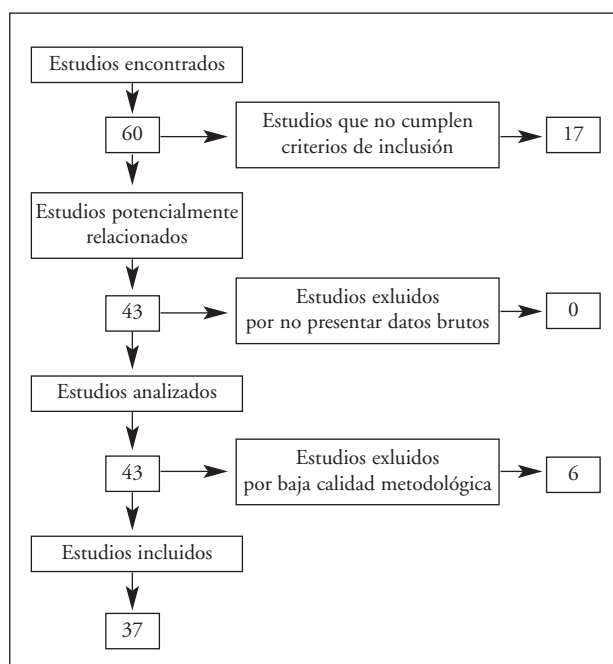 Estudios encontrados
60
Estudios que no cumplen
criterios de inclusión
17
Estudios potencialmente
relacionados
43
Estudios exluidos
por no presentar datos brutos
0
Estudios analizados
43
Estudios exluidos
por baja calidad metodológica
6
Estudios incluidos
37